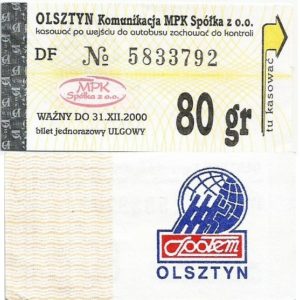 OLSZTYN Komunikacja MPK Spółka z o.o.
kasować po wejściu do autobusu zachować do kontroli
DF № 5833792
MPK
Spółka z o.o.
WAŻNY DO 31.XII.2000
bilet jednorazowy ULGOWY
80 gr
tu kasować
Społem
OLSZTYN